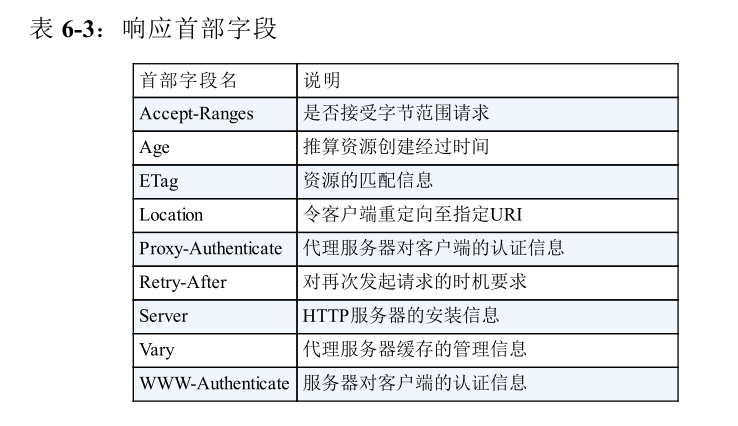 表 6-3：响应首部字段
首部字段名 说明
Accept-Ranges 是否接受字节范围请求
Age 推算资源创建经过时间
ETag 资源的匹配信息
Location 令客户端重定向至指定URI
Proxy-Authenticate 代理服务器对客户端的认证信息
Retry-After 对再次发起请求的时机要求
Server HTTP服务器的安装信息
Vary 代理服务器缓存的管理信息
WWW-Authenticate 服务器对客户端的认证信息